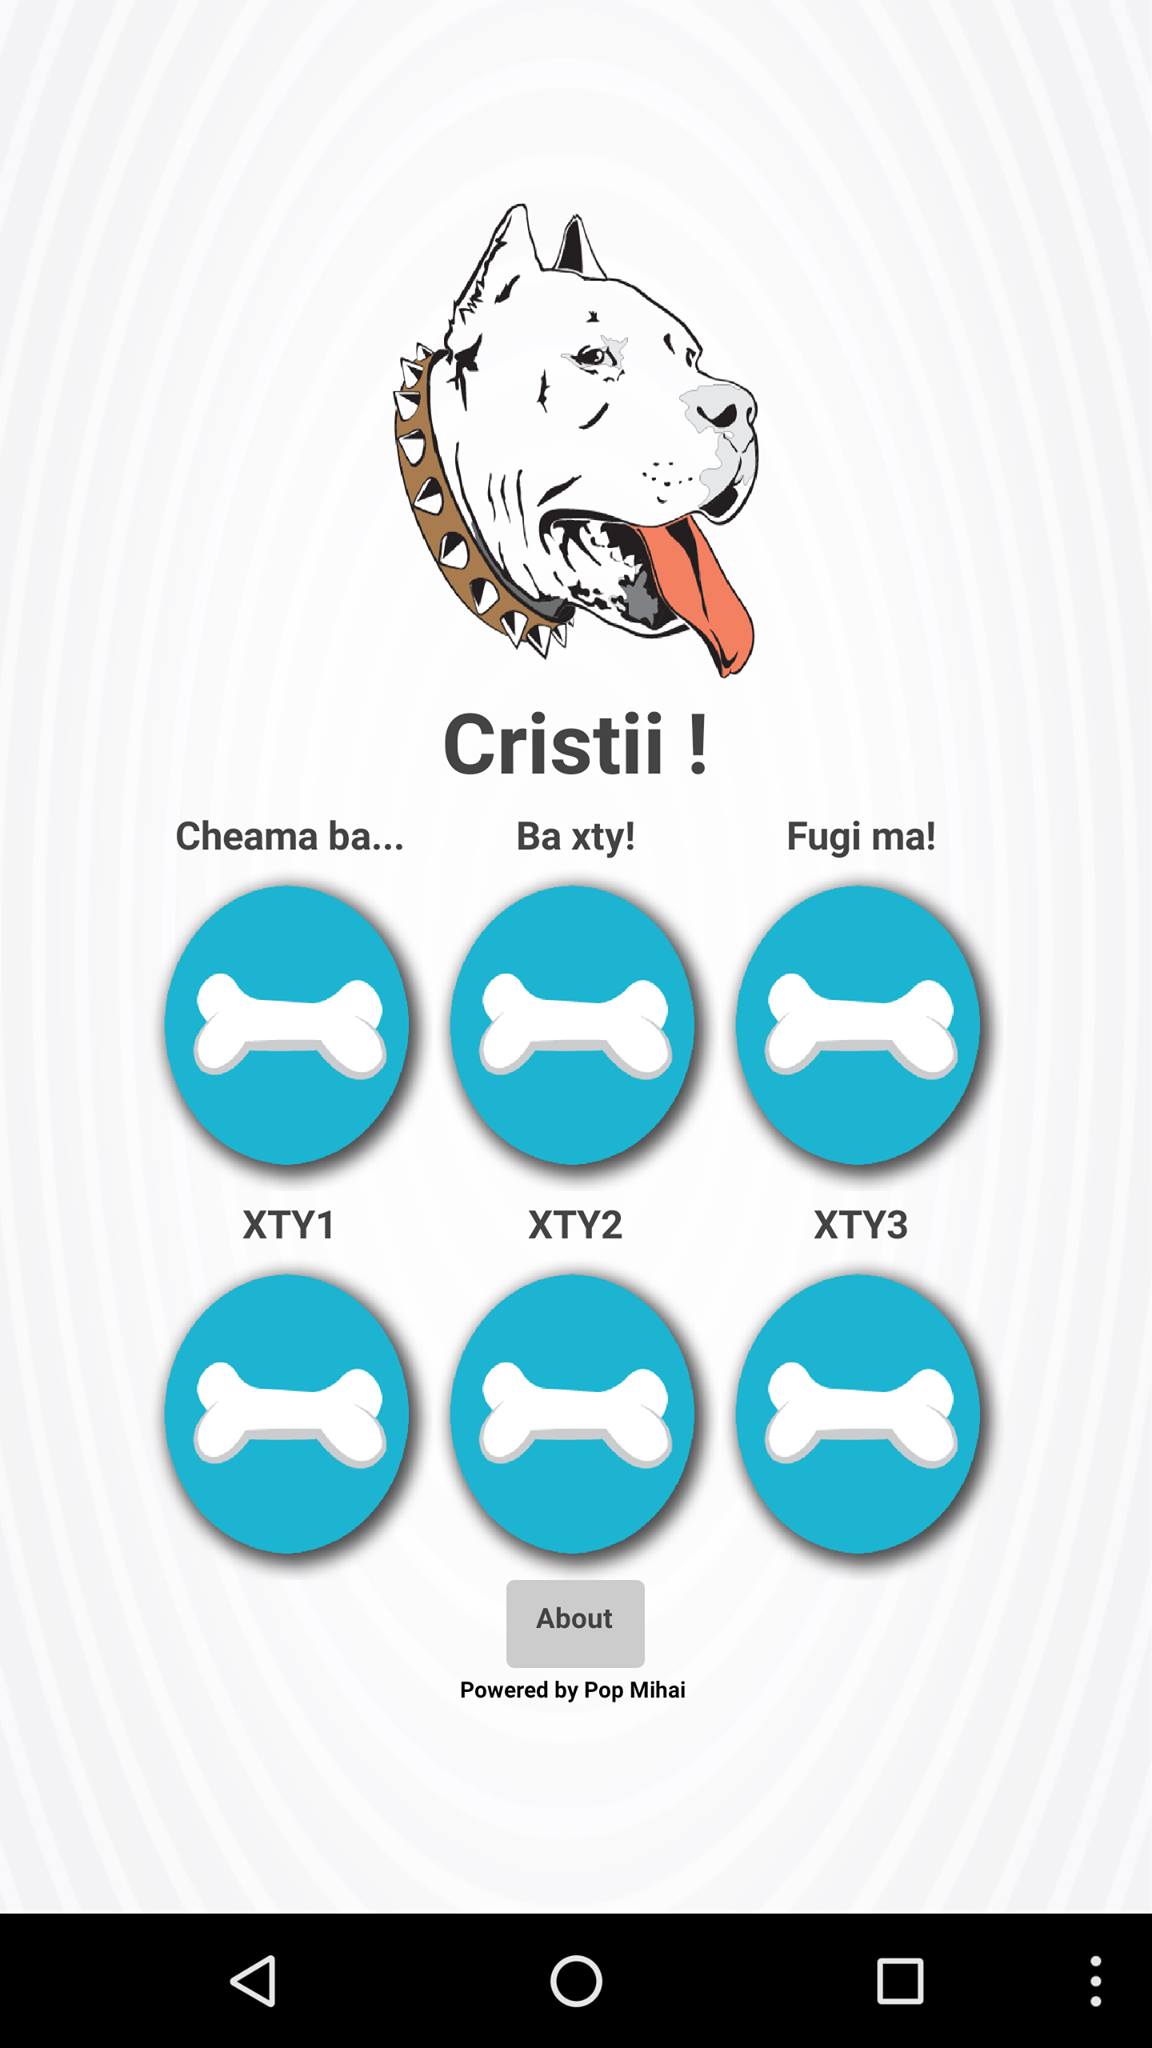 Cristii !
Cheama ba... Ba xty! Fugi ma!
XTY1 XTY2 XTY3
About
Powered by Pop Mihai